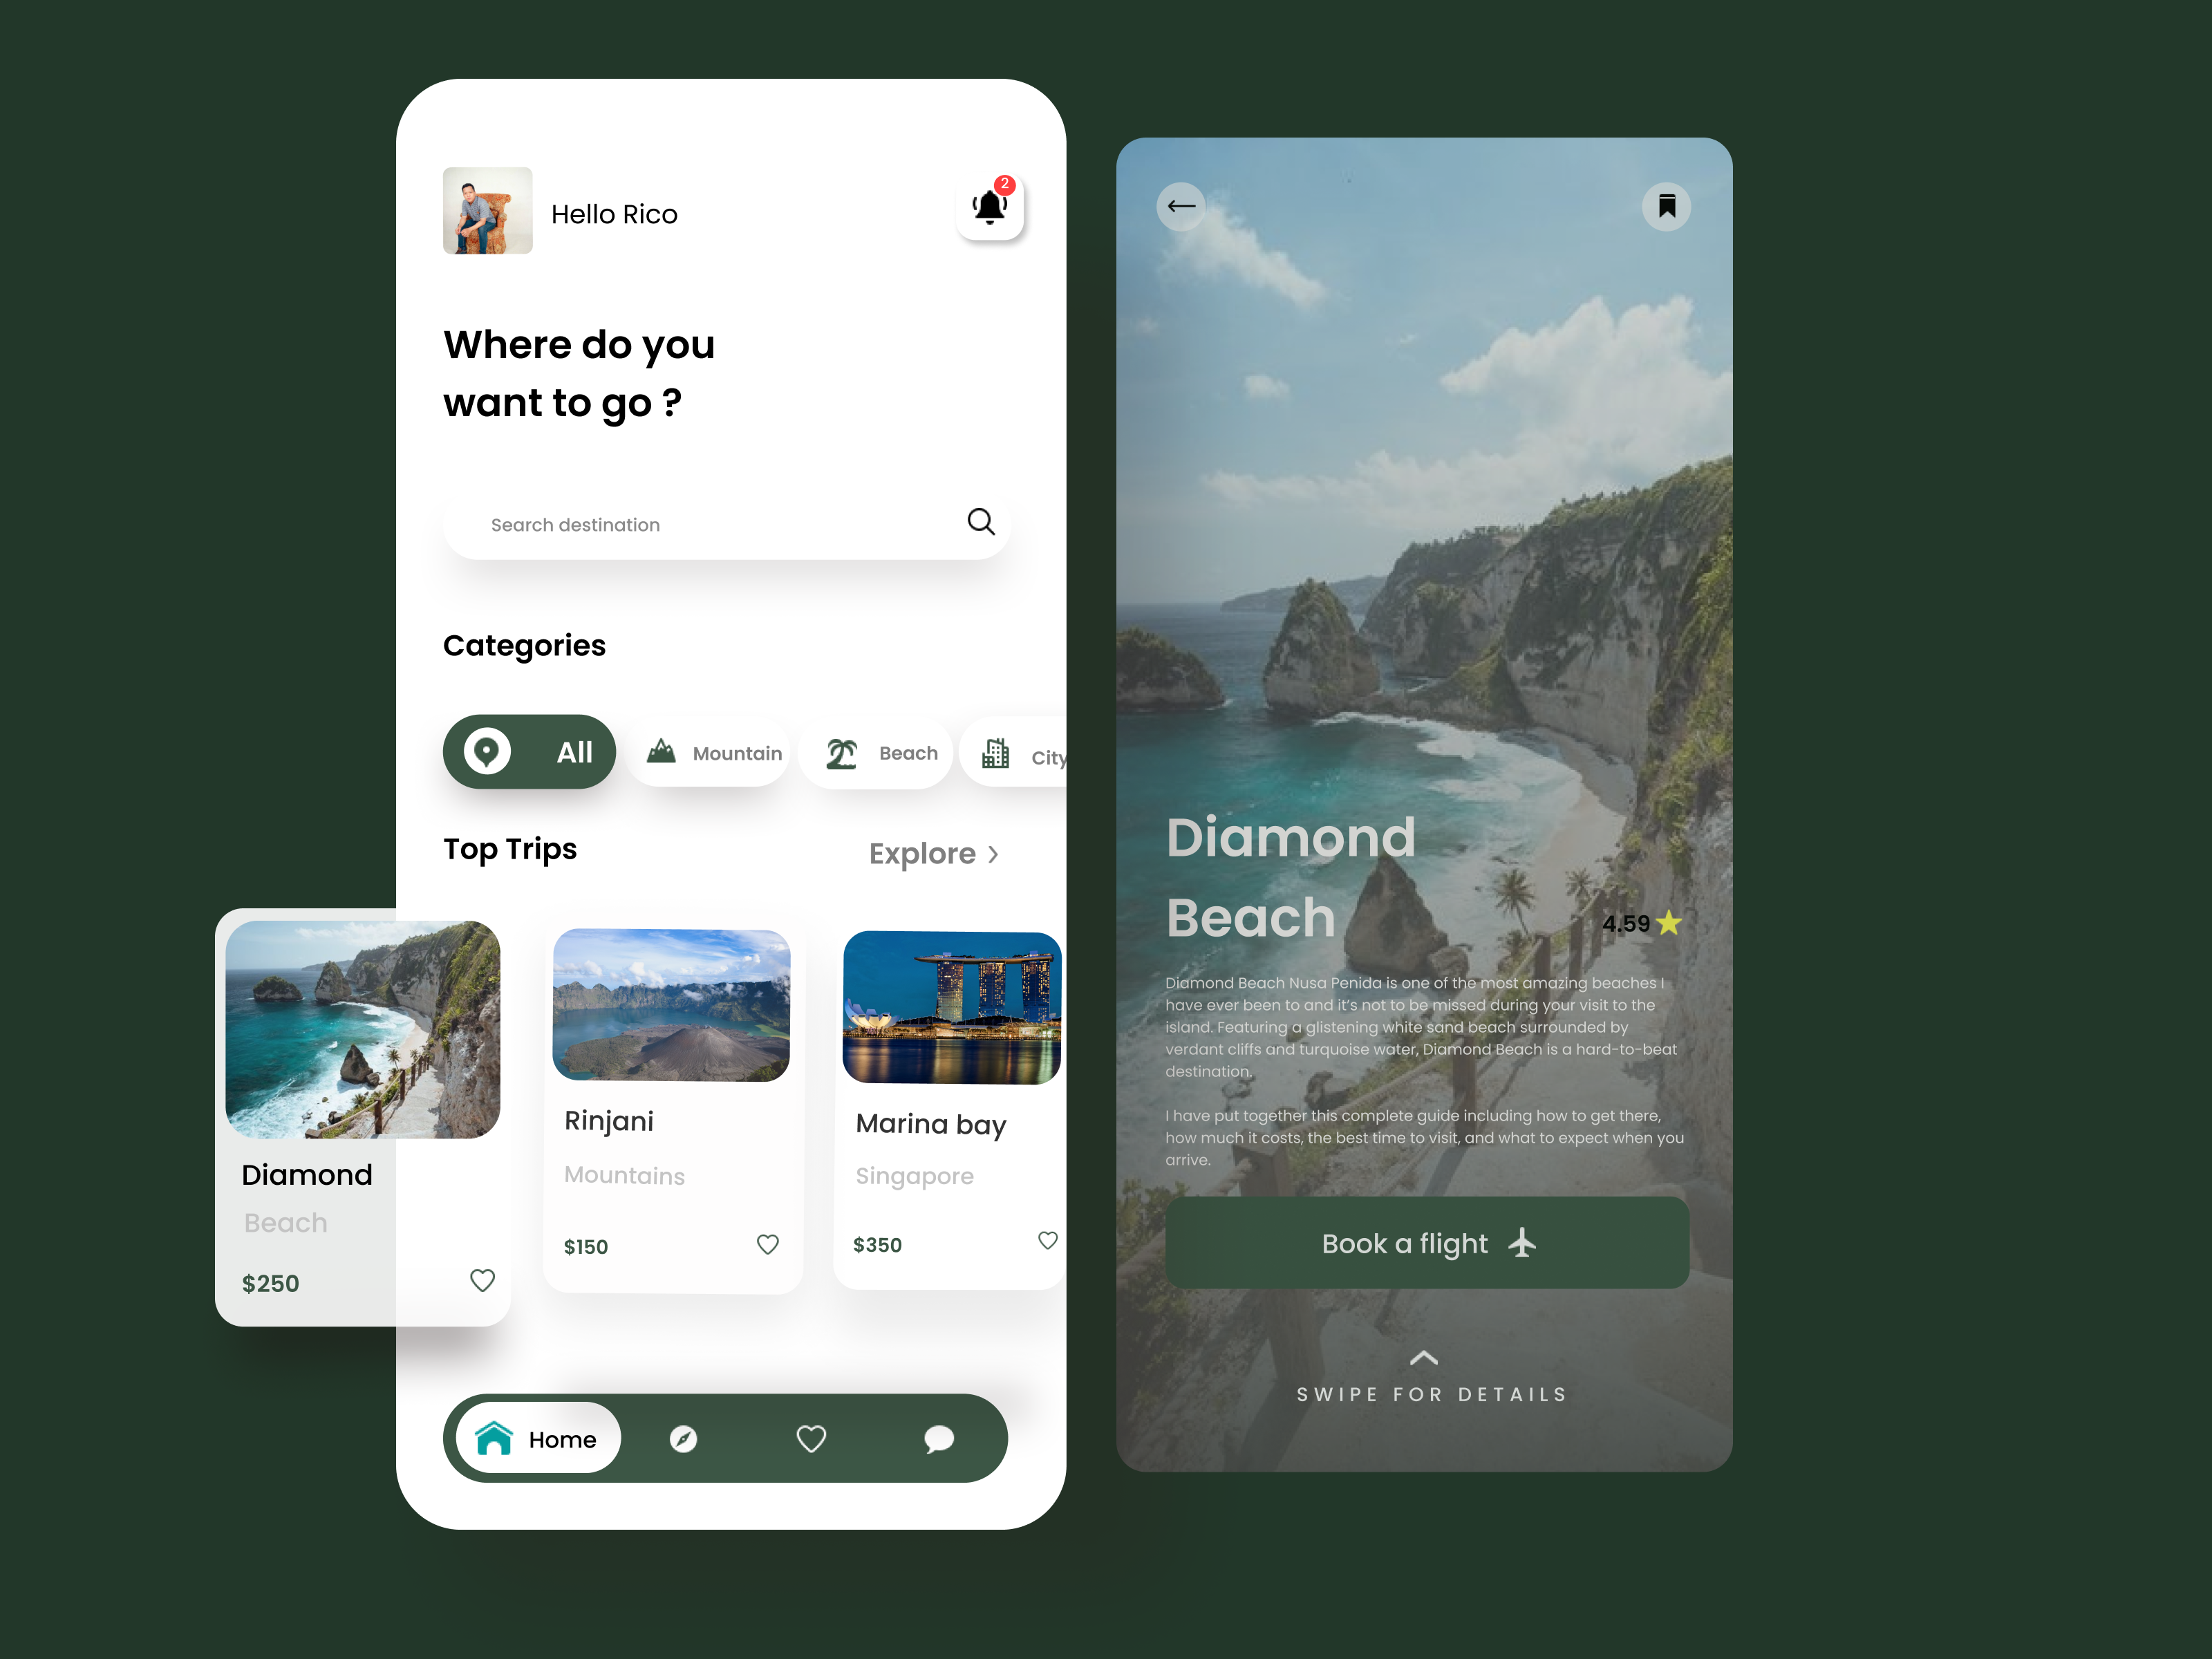 Hello Rico
2
Where do you
want to go ?
Search destination
Categories
All
Mountain
Beach
City
Top Trips
Explore
Diamond
Beach
$250
Rinjani
Mountains
$150
Marina bay
Singapore
$350
Home
Diamond
Beach
4.59
Diamond Beach Nusa Penida is one of the most amazing beaches I
have ever been to and it's not to be missed during your visit to the
island. Featuring a glistening white sand beach surrounded by
verdant cliffs and turquoise water, Diamond Beach is a hard-to-beat
destination.
I have put together this complete guide including how to get there,
how much it costs, the best time to visit, and what to expect when you
arrive.
Book a flight
SWIPE FOR DETAILS